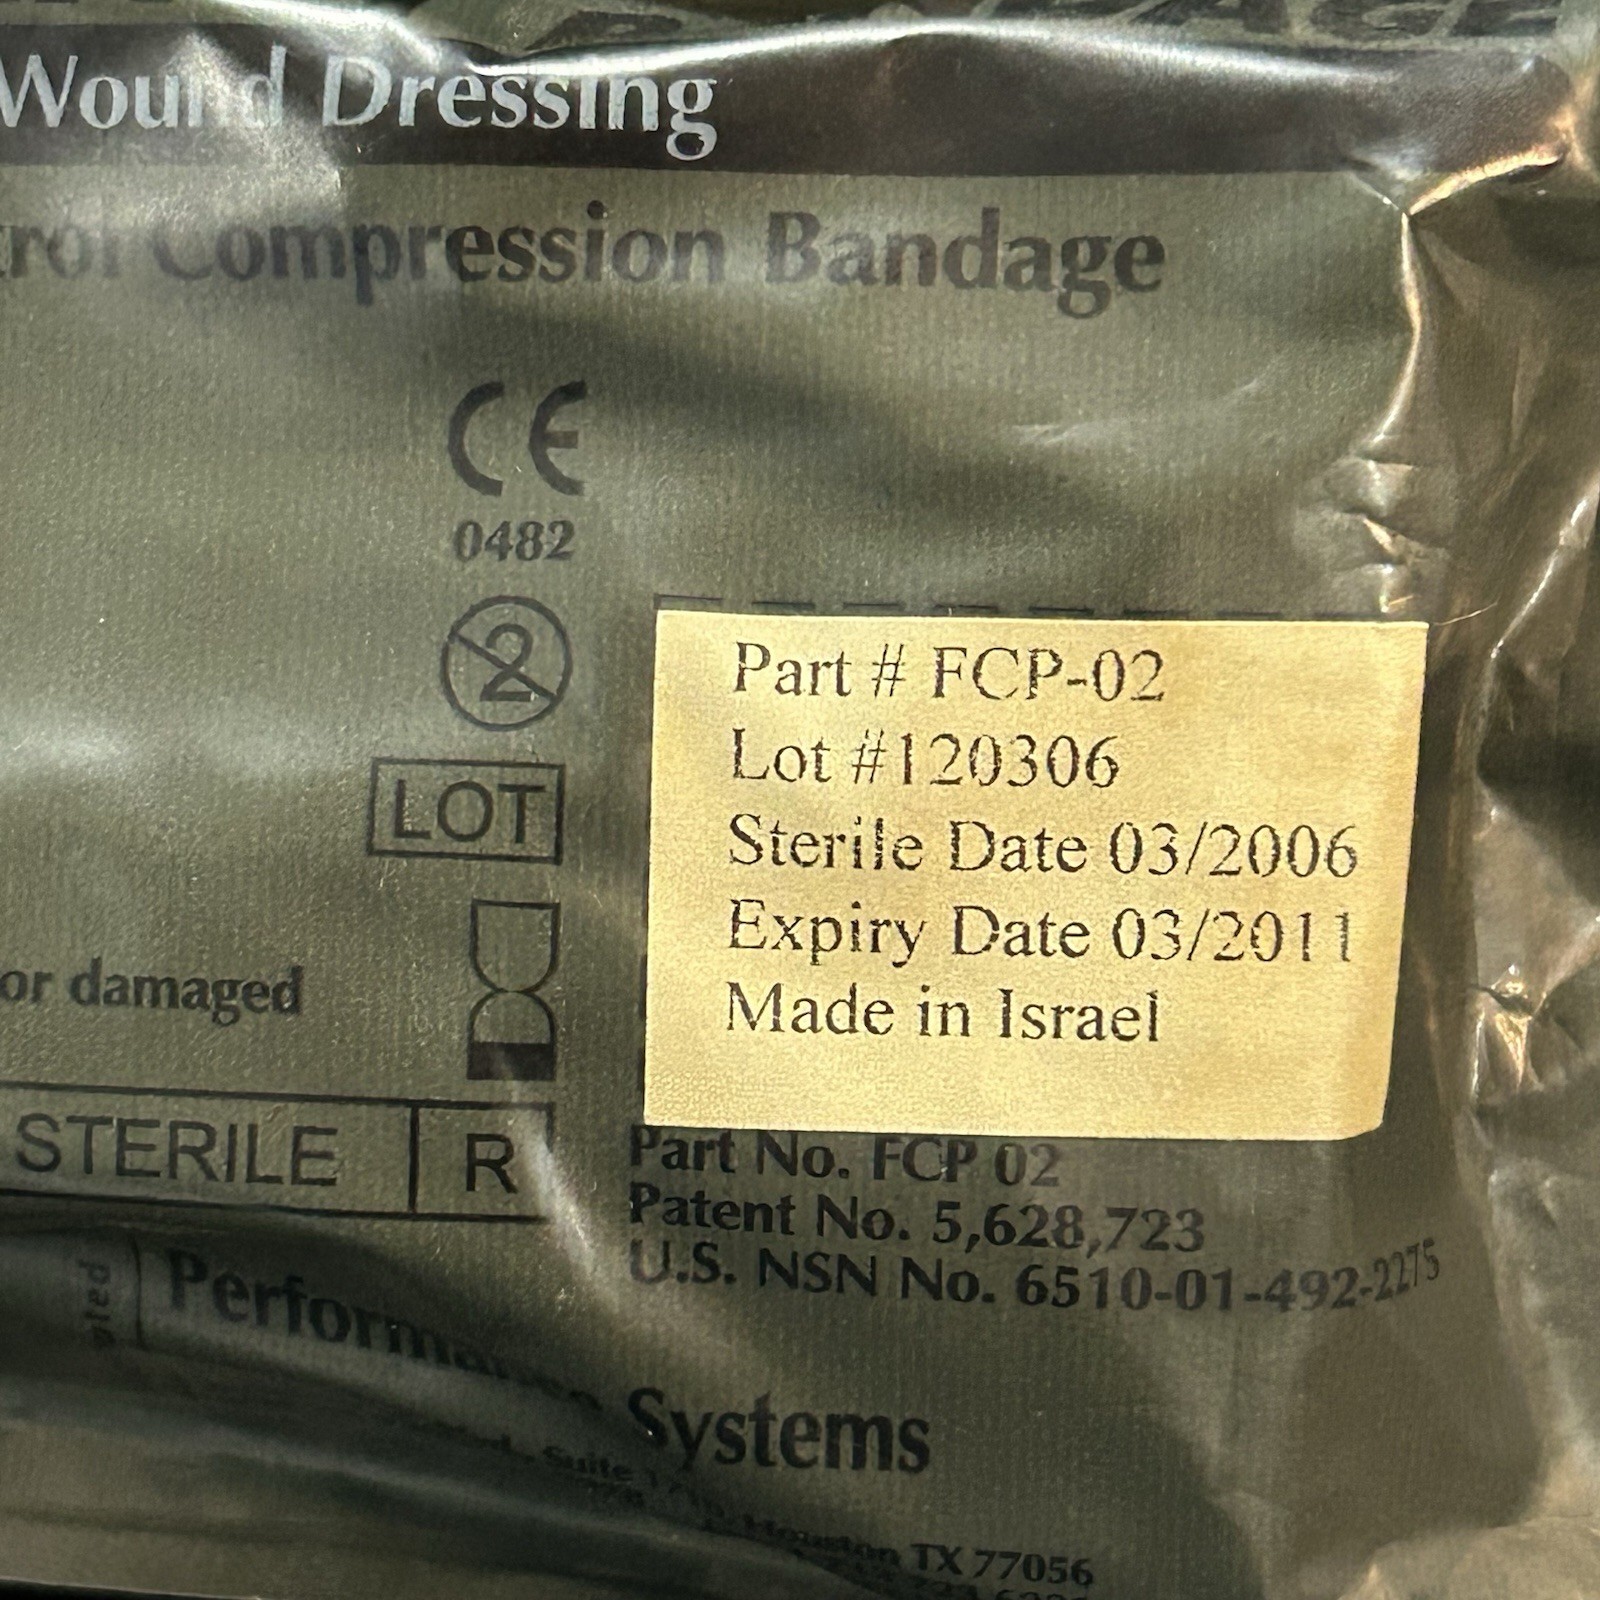 Wound Dressing
trol Compression Bandage
CE
0482
2
LOT
Part # FCP-02
Lot #120306
Sterile Date 03/2006
Expiry Date 03/2011
Made in Israel
or damaged
STERILE R
Part No. FCP 02
Patent No. 5,628,723
U.S. NSN No. 6510-01-492-2275
Performance Systems
Suite
Houston TX 77056